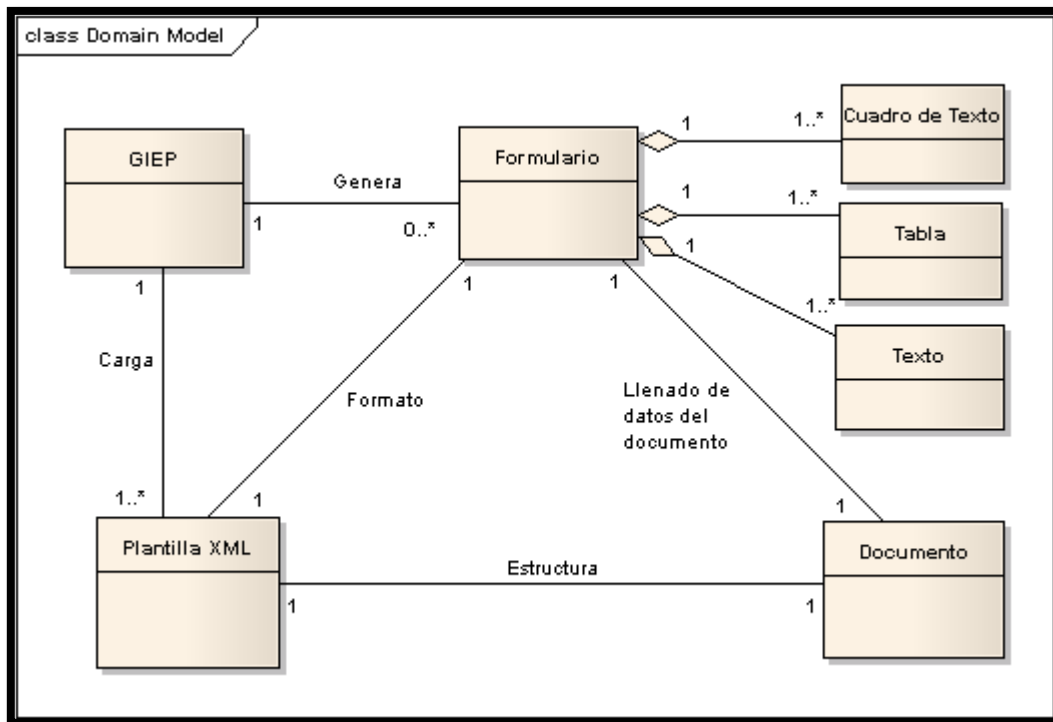 class Domain Model
GIEP
Genera
1
0..*
Formulario
1
1..*
Cuadro de Texto
1
1..*
Tabla
1
1..*
Texto
1
Carga
1..*
1
Formato
1
1
Llenado de
datos del
documento
1
Plantilla XML
1
Estructura
1
Documento